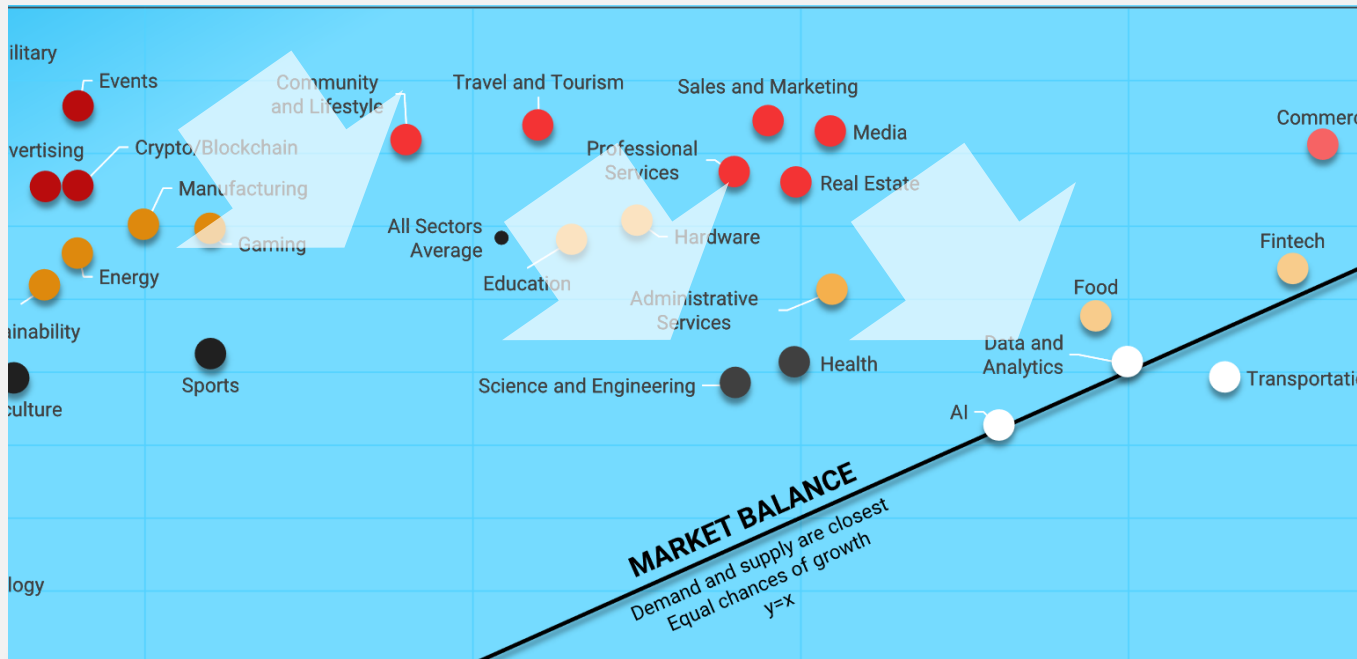 ilitary
Events
Community
and Lifestyle
Travel and Tourism
Sales and Marketing
Media
Commerc
vertising
Crypto/Blockchain
Professional
Services
Real Estate
Manufacturing
Gaming
All Sectors
Average
Hardware
Education
Energy
Fintech
Administrative
Services
Food
ainability
Data and
Analytics
Sports
Health
Science and Engineering
Transportatio
culture
AI
MARKET BALANCE
Demand and supply are closest
Equal chances of growth
y=x
logy